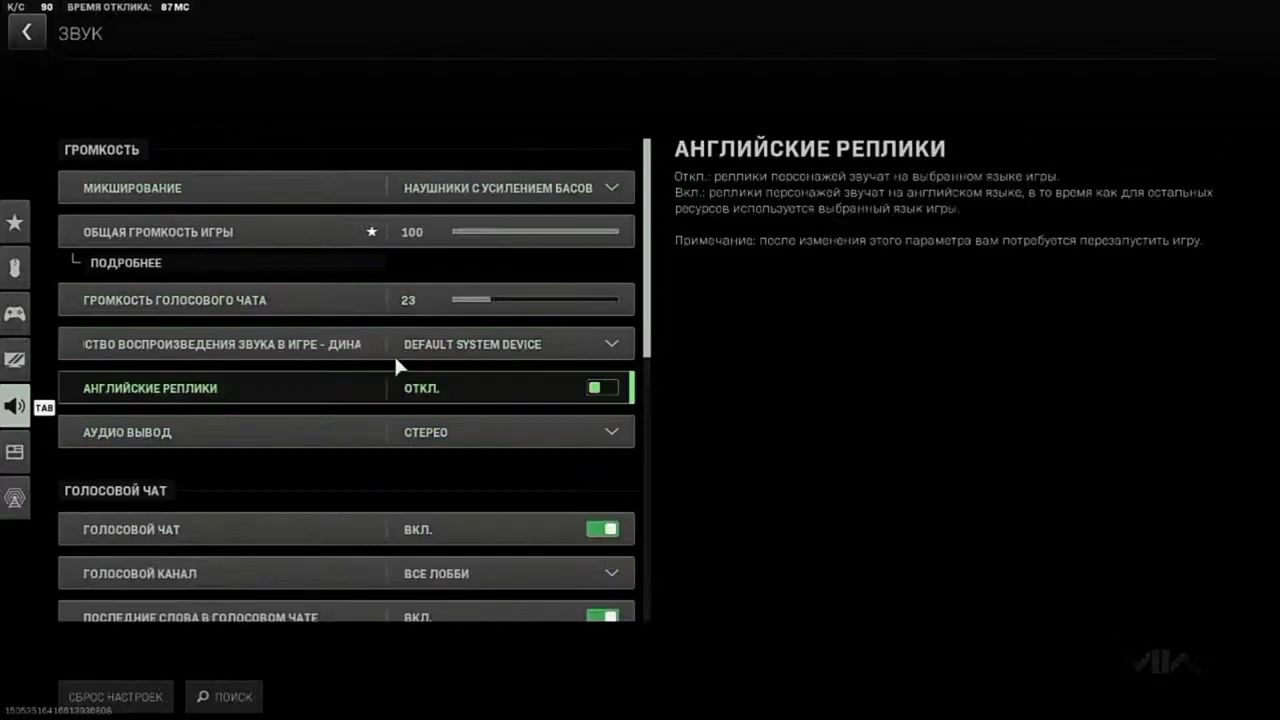 К/С 90 ВРЕМЯ ОТКЛИКА: 87 МС
ЗВУК
ГРОМКОСТЬ
МИКШИРОВАНИЕ НАУШНИКИ С УСИЛЕНИЕМ БАСОВ
ОБЩАЯ ГРОМКОСТЬ ИГРЫ 100
ПОДРОБНЕЕ
ГРОМКОСТЬ ГОЛОСОВОГО ЧАТА 23
СТВО ВОСПРОИЗВЕДЕНИЯ ЗВУКА В ИГРЕ - ДИНА DEFAULT SYSTEM DEVICE
АНГЛИЙСКИЕ РЕПЛИКИ ОТКЛ.
TAB
АУДИО ВЫВОД СТЕРЕО
ГОЛОСОВОЙ ЧАТ
ГОЛОСОВОЙ ЧАТ ВКЛ.
ГОЛОСОВОЙ КАНАЛ ВСЕ ЛОББИ
ПОСЛЕДНИЕ СЛОВА В ГОЛОСОВОМ ЧАТЕ ВКЛ.
АНГЛИЙСКИЕ РЕПЛИКИ
Откл.: реплики персонажей звучат на выбранном языке игры.
Вкл.: реплики персонажей звучат на английском языке, в то время как для остальных
ресурсов используется выбранный язык игры.
Примечание: после изменения этого параметра вам потребуется перезапустить игру.
СБРОС НАСТРОЕК ПОИСК